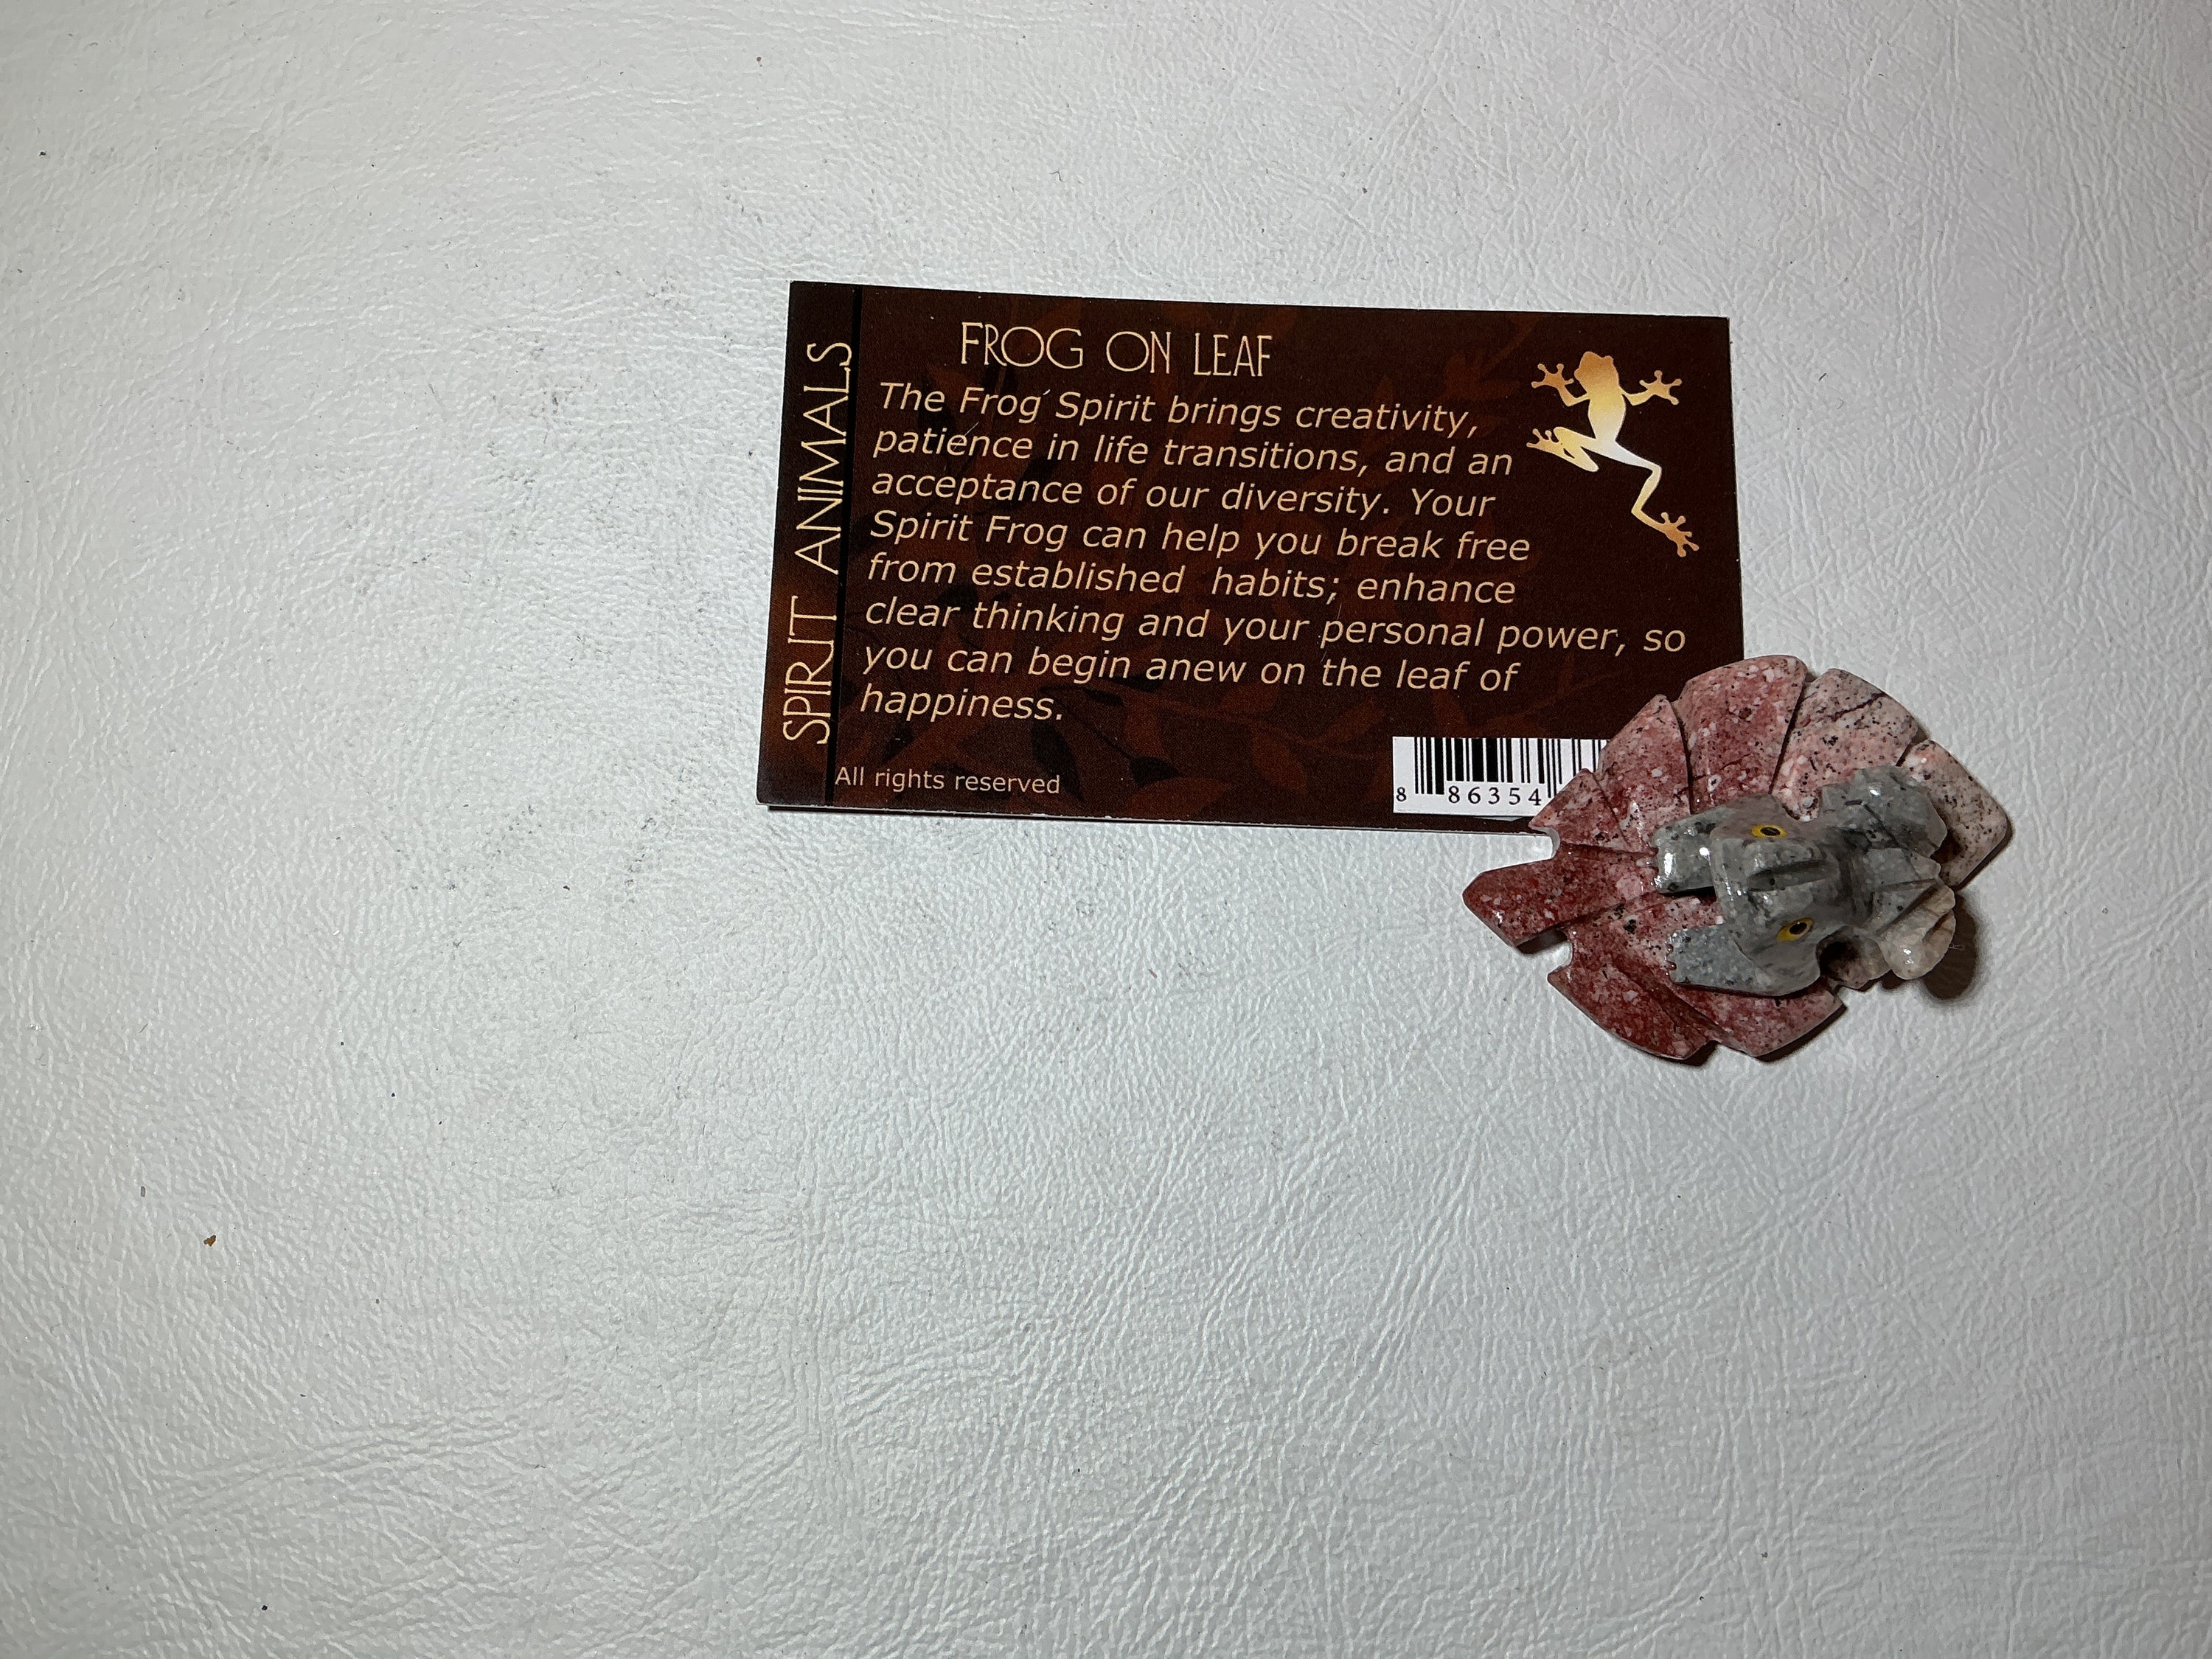 SPIRIT ANIMALS
FROG ON LEAF
The Frog Spirit brings creativity,
patience in life transitions, and an
acceptance of our diversity. Your
Spirit Frog can help you break free
from established habits; enhance
clear thinking and your personal power, so
you can begin anew on the leaf of
happiness.
All rights reserved
8 86354